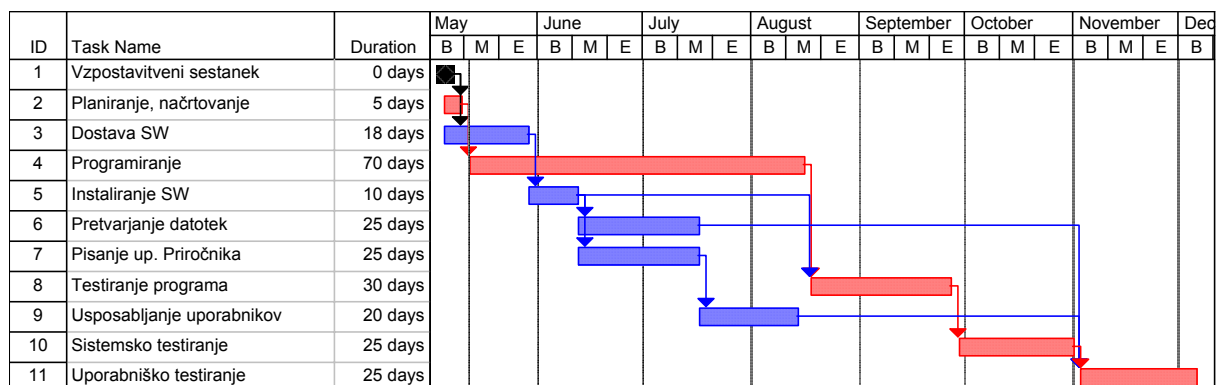 May June July August September October November Dec
ID Task Name Duration B M E B M E B M E B M E B M E B M E B M E B
1 Vzpostavitveni sestanek 0 days
2 Planiranje, načrtovanje 5 days
3 Dostava SW 18 days
4 Programiranje 70 days
5 Instaliranje SW 10 days
6 Pretvarjanje datotek 25 days
7 Pisanje up. Priročnika 25 days
8 Testiranje programa 30 days
9 Usposabljanje uporabnikov 20 days
10 Sistemsko testiranje 25 days
11 Uporabniško testiranje 25 days